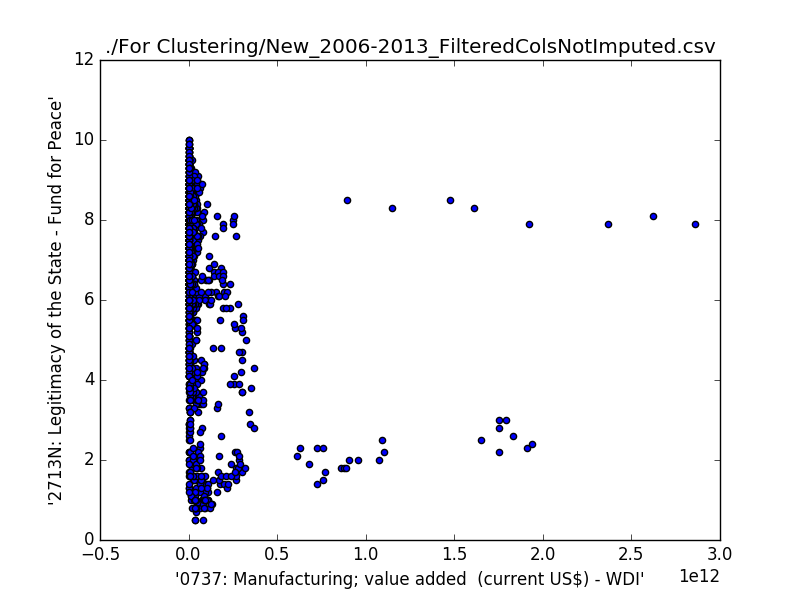 ./For Clustering/New_2006-2013_FilteredColsNotImputed.csv
12
10
8
6
4
2
0
'2713N: Legitimacy of the State - Fund for Peace'
−0.5 0.0 0.5 1.0 1.5 2.0 2.5 3.0
1e12
'0737: Manufacturing; value added  (current US$) - WDI'